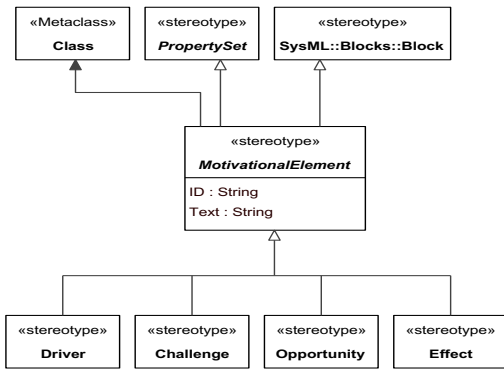 «Metaclass»
Class
«stereotype»
PropertySet
«stereotype»
SysML::Blocks::Block
«stereotype»
MotivationalElement
ID : String
Text : String
«stereotype»
Driver
«stereotype»
Challenge
«stereotype»
Opportunity
«stereotype»
Effect